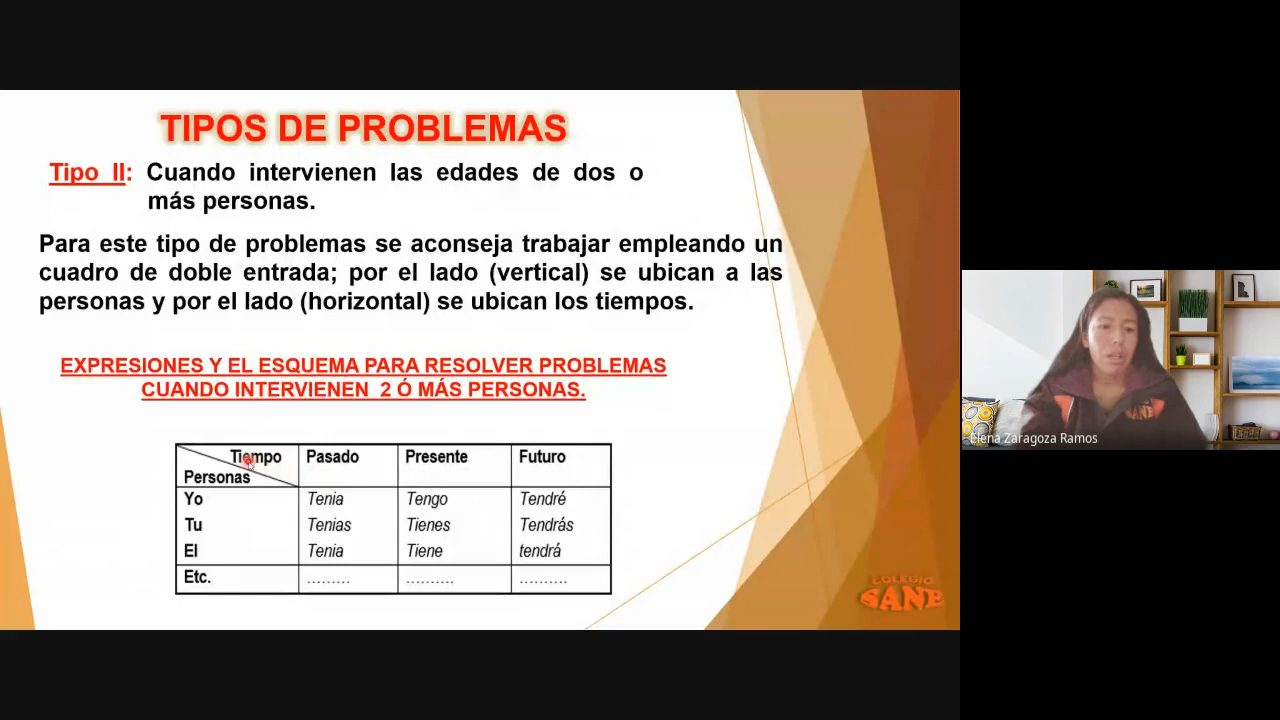 TIPOS DE PROBLEMAS
Tipo II: Cuando intervienen las edades de dos o
más personas.
Para este tipo de problemas se aconseja trabajar empleando un
cuadro de doble entrada; por el lado (vertical) se ubican a las
personas y por el lado (horizontal) se ubican los tiempos.
EXPRESIONES Y EL ESQUEMA PARA RESOLVER PROBLEMAS
CUANDO INTERVIENEN 2 Ó MÁS PERSONAS.
Tiempo Pasado Presente Futuro
Personas
Yo Tenia Tengo Tendré
Tu Tenias Tienes Tendrás
El Tenia Tiene tendrá
Etc. ......... .......... ..........
COLEGIO
SANE
SANE
Elena Zaragoza Ramos